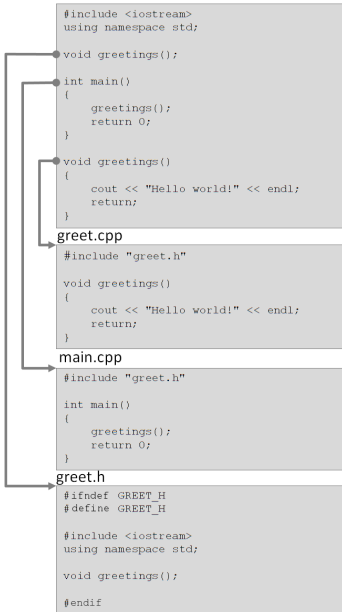 #include <iostream>
using namespace std;
void greetings();
int main()
{
greetings();
return 0;
}
void greetings()
{
cout << "Hello world!" << endl;
return;
}
greet.cpp
#include "greet.h"
void greetings()
{
cout << "Hello world!" << endl;
return;
}
main.cpp
#include "greet.h"
int main()
{
greetings();
return 0;
}
greet.h
#ifndef GREET_H
#define GREET_H
#include <iostream>
using namespace std;
void greetings();
#endif